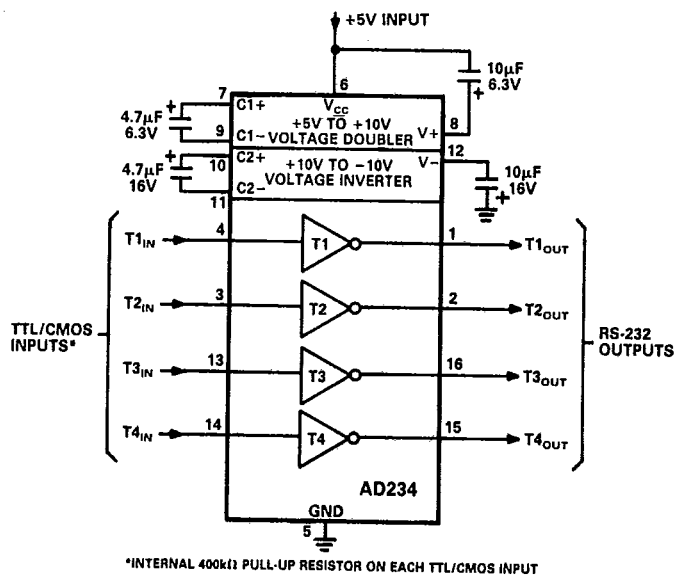 +5V INPUT
10µF
6.3V
+
6
7
C1+
VCC
4.7µF
6.3V
+
+5V TO +10V
VOLTAGE DOUBLER
9
C1−
V+
8
10
C2+
+10V TO −10V
VOLTAGE INVERTER
V−
12
4.7µF
16V
+
C2−
11
10µF
16V
+
T1IN
4
T1
1
T1OUT
T2IN
3
T2
2
T2OUT
TTL/CMOS
INPUTS*
RS-232
OUTPUTS
T3IN
13
T3
16
T3OUT
T4IN
14
T4
15
T4OUT
AD234
GND
5
*INTERNAL 400kΩ PULL-UP RESISTOR ON EACH TTL/CMOS INPUT